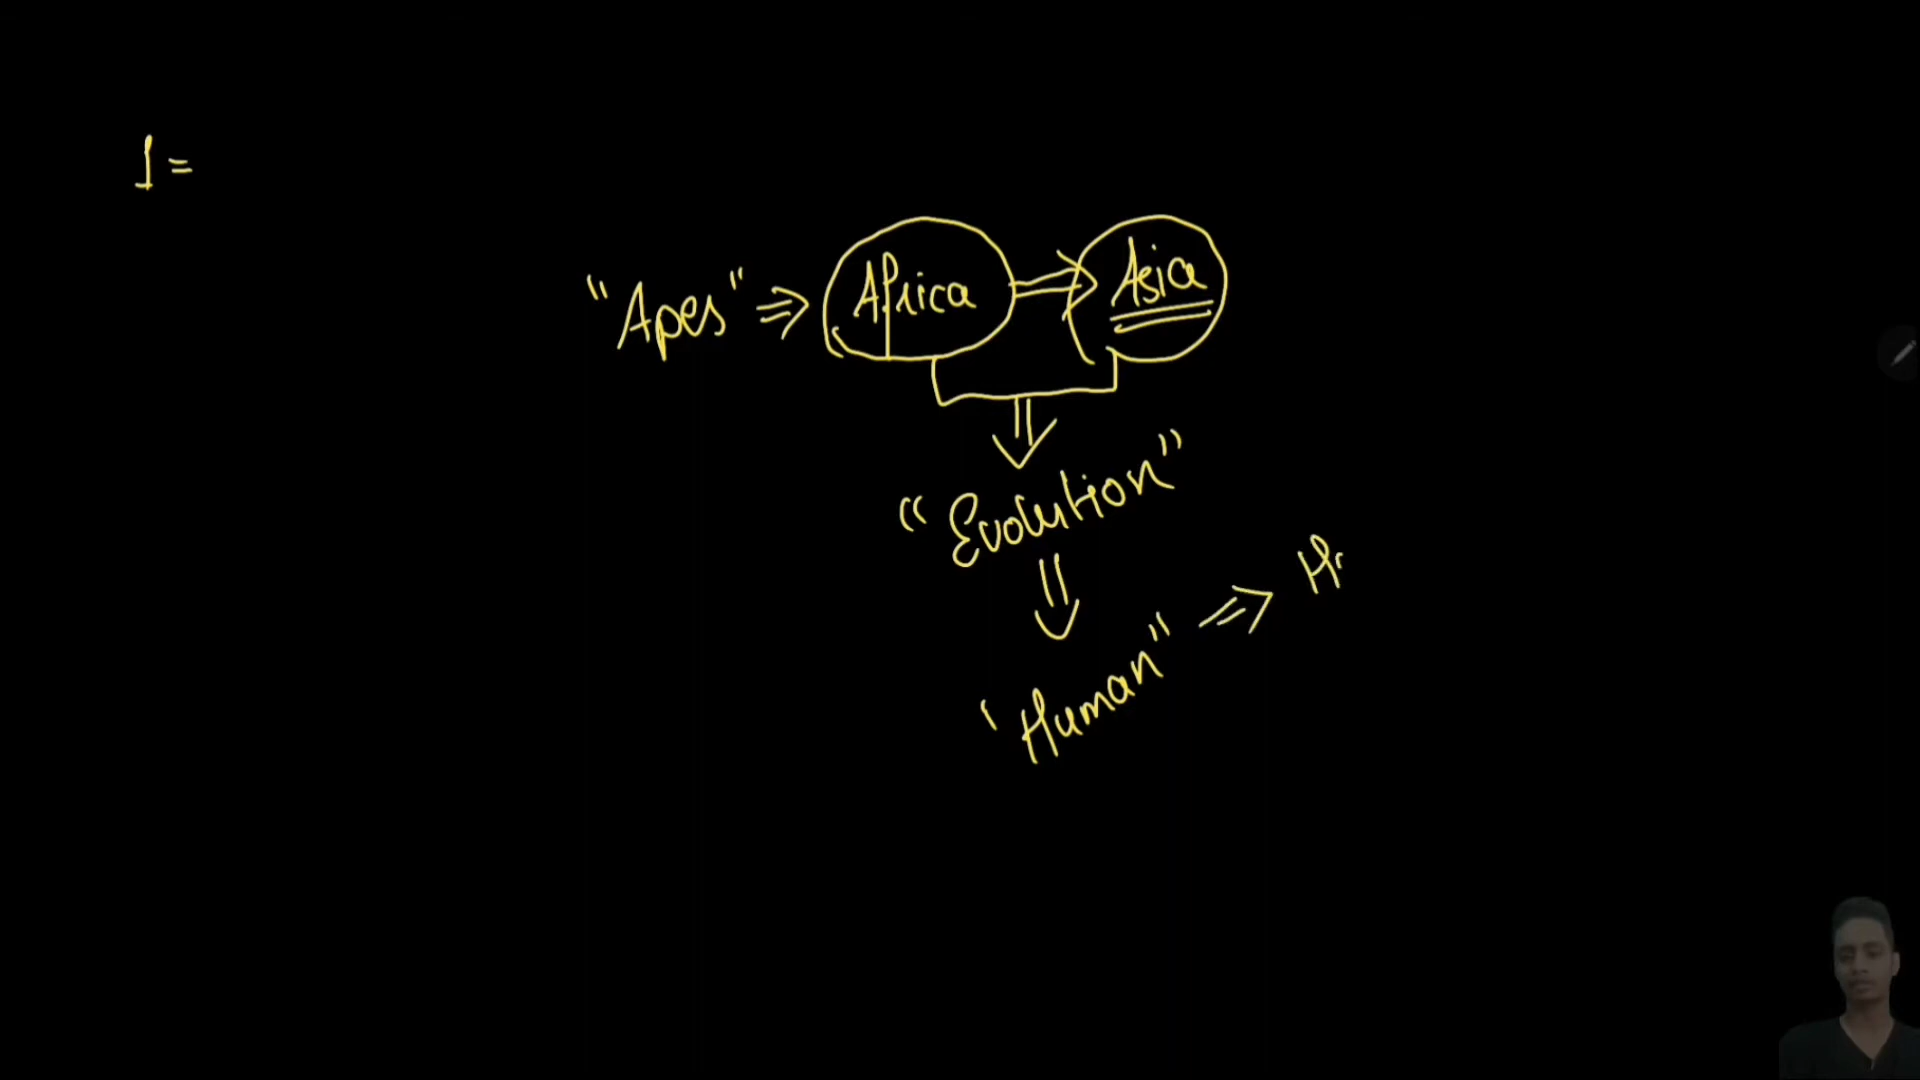 1 =
"Apes" ⇒ Africa ⇒ Asia
"Evolution"
'Human" ⇒ H